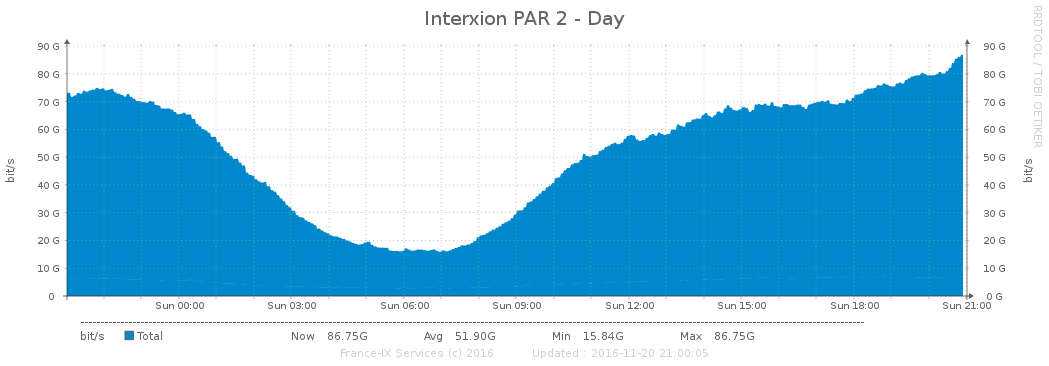 Interxion PAR 2 - Day
RRDTOOL / TOBI OETIKER
bit/s
90 G 90 G
80 G 80 G
70 G 70 G
60 G 60 G
50 G 50 G
40 G 40 G
30 G 30 G
20 G 20 G
10 G 10 G
0 0 G
bit/s
Sun 00:00 Sun 03:00 Sun 06:00 Sun 09:00 Sun 12:00 Sun 15:00 Sun 18:00 Sun 21:00
bit/s Total Now 86.75G Avg 51.90G Min 15.84G Max 86.75G
France-IX Services (c) 2016 Updated : 2016-11-20 21:00:05